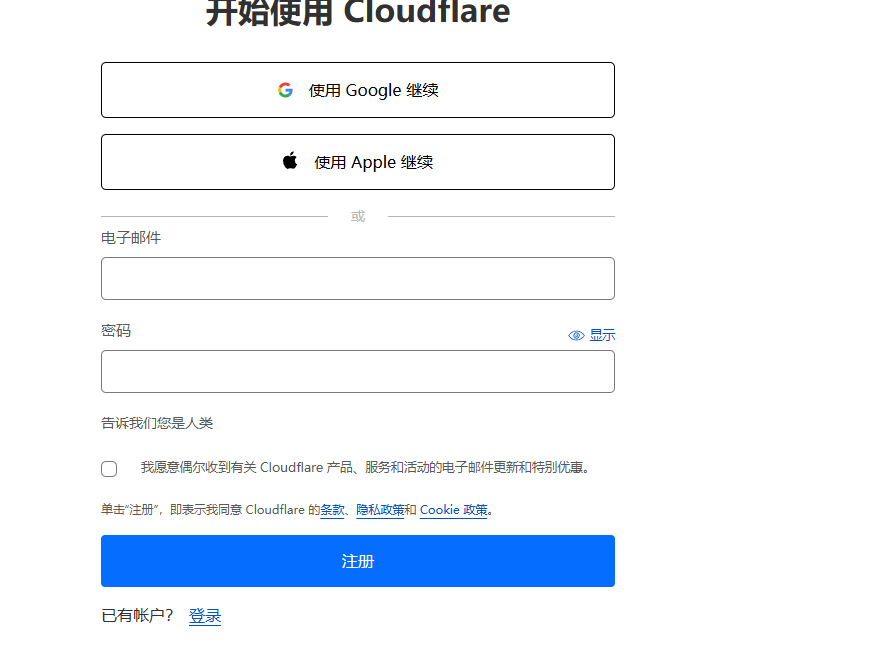 开始使用 Cloudflare
使用 Google 继续
使用 Apple 继续
或
电子邮件
密码
显示
告诉我们您是人类
我愿意偶尔收到有关 Cloudflare 产品、服务和活动的电子邮件更新和特别优惠。
单击“注册”，即表示我同意 Cloudflare 的条款、隐私政策和 Cookie 政策。
注册
已有帐户？ 登录